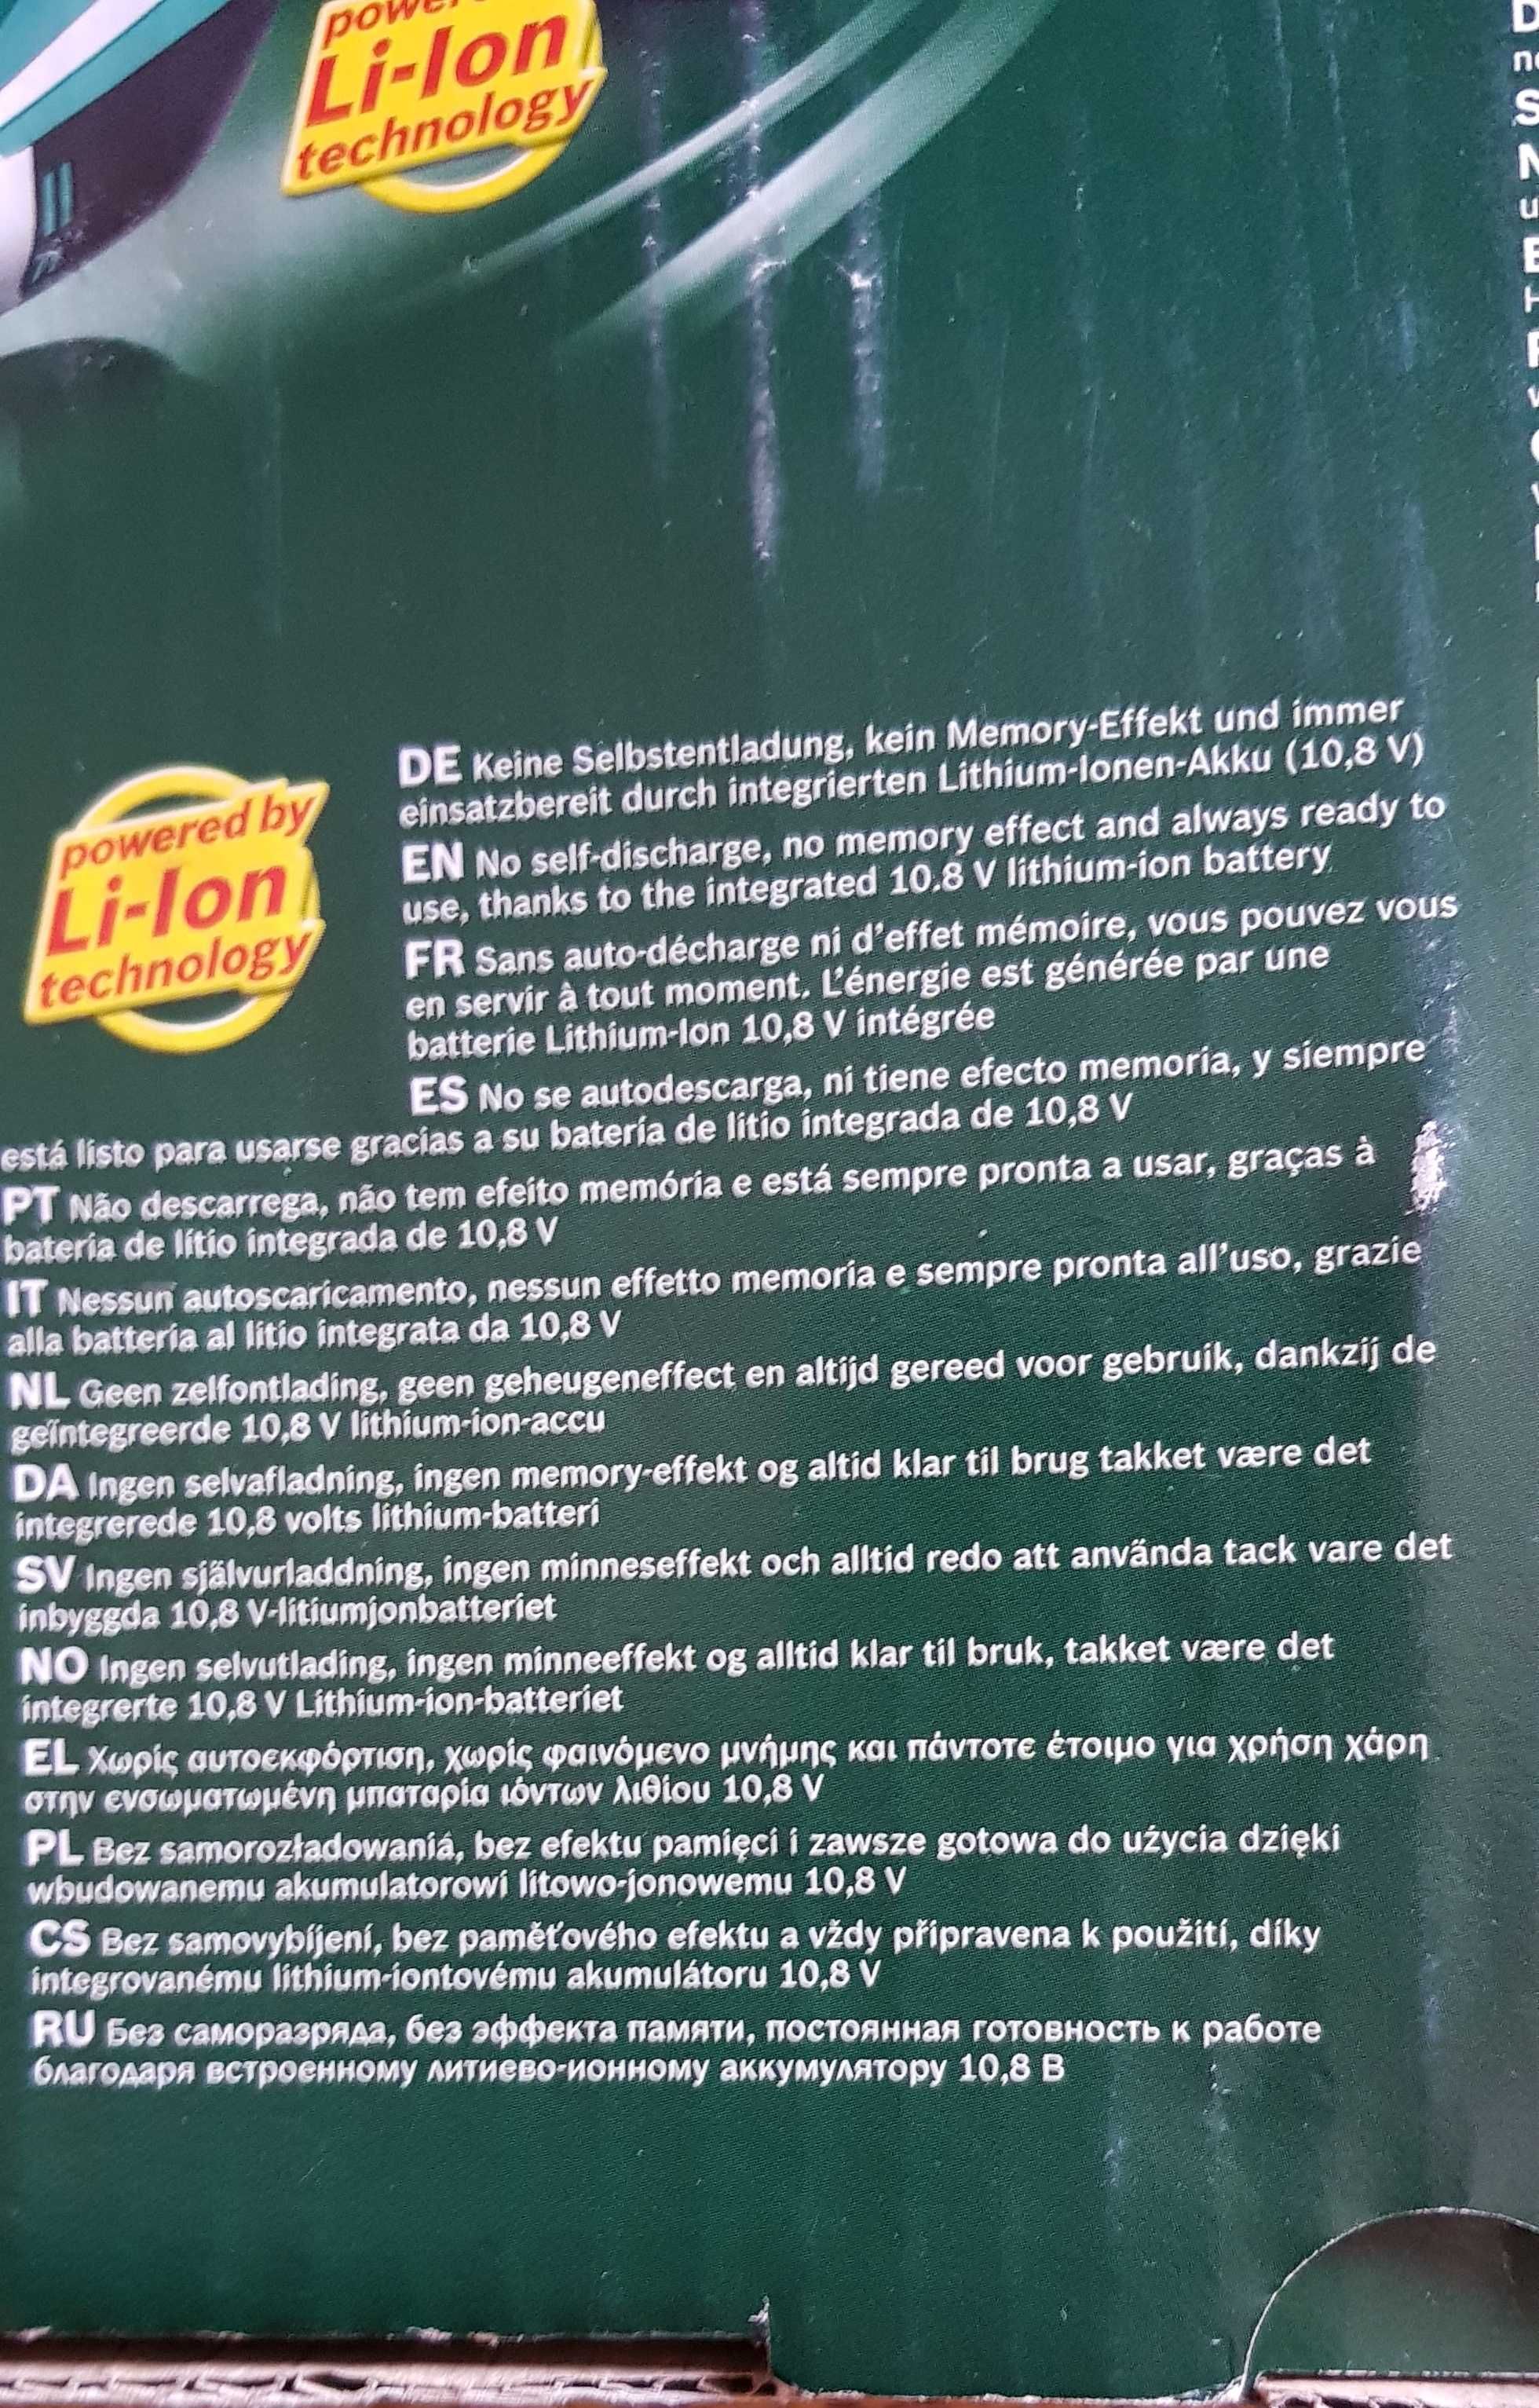 Li-Ion
technology
powered by
Li-Ion
technology
DE Keine Selbstentladung, kein Memory-Effekt und immer
einsatzbereit durch integrierten Lithium-Ionen-Akku (10,8 V)
EN No self-discharge, no memory effect and always ready to
use, thanks to the integrated 10.8 V lithium-ion battery
FR Sans auto-décharge ni d'effet mémoire, vous pouvez vous
en servir à tout moment. L'énergie est générée par une
batterie Lithium-Ion 10,8 V intégrée
ES No se autodescarga, ni tiene efecto memoria, y siempre
está listo para usarse gracias a su batería de litio integrada de 10,8 V
PT Não descarrega, não tem efeito memória e está sempre pronta a usar, graças à
bateria de lítio integrada de 10,8 V
IT Nessun autoscaricamento, nessun effetto memoria e sempre pronta all'uso, grazie
alla batteria al litio integrata da 10,8 V
NL Geen zelfontlading, geen geheugeneffect en altijd gereed voor gebruik, dankzij de
geïntegreerde 10,8 V lithium-ion-accu
DA Ingen selvafladning, ingen memory-effekt og altid klar til brug takket være det
integrerede 10,8 volts lithium-batteri
SV Ingen självurladdning, ingen minneseffekt och alltid redo att använda tack vare det
inbyggda 10,8 V-litiumjonbatteriet
NO Ingen selvutlading, ingen minneeffekt og alltid klar til bruk, takket være det
integrerte 10,8 V Lithium-ion-batteriet
EL Χωρίς αυτοεκφόρτιση, χωρίς φαινόμενο μνήμης και πάντοτε έτοιμο για χρήση χάρη
στην ενσωματωμένη μπαταρία ιόντων λιθίου 10,8 V
PL Bez samorozładowania, bez efektu pamięci i zawsze gotowa do użycia dzięki
wbudowanemu akumulatorowi litowo-jonowemu 10,8 V
CS Bez samovybíjení, bez paměťového efektu a vždy připravena k použití, díky
integrovanému lithium-iontovému akumulátoru 10,8 V
RU Без саморазряда, без эффекта памяти, постоянная готовность к работе
благодаря встроенному литиево-ионному аккумулятору 10,8 В